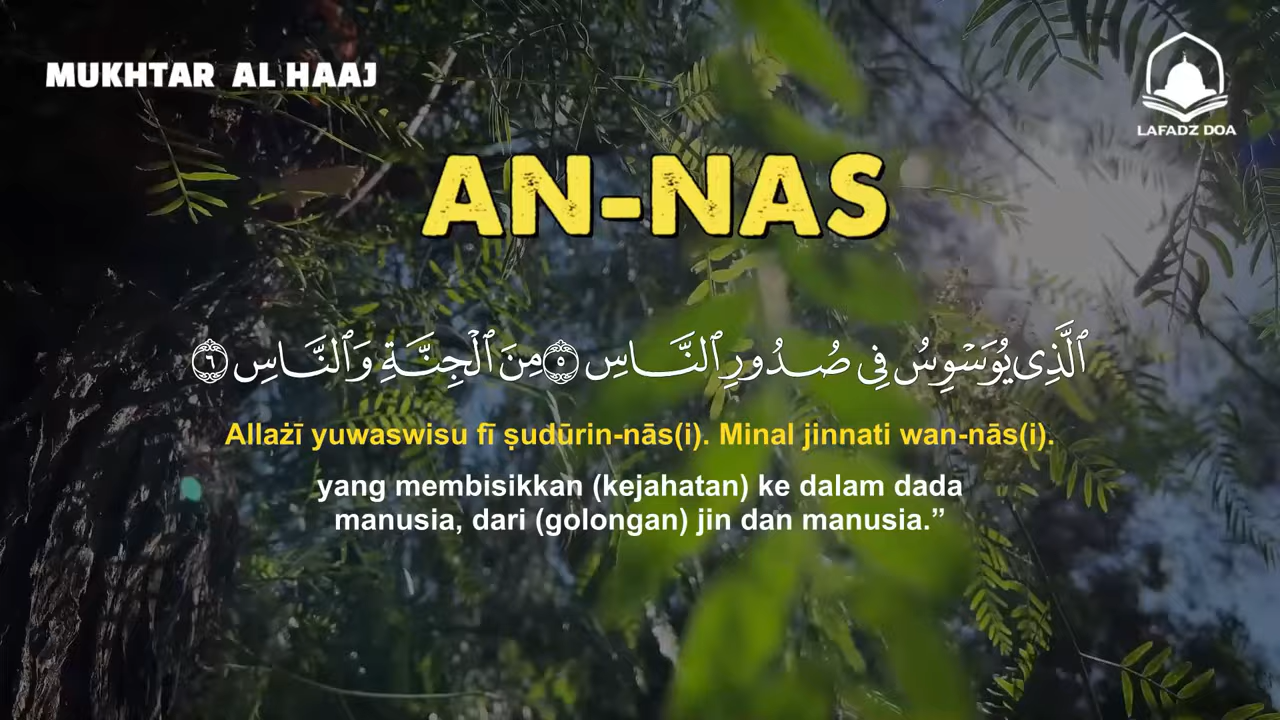 MUKHTAR AL HAAJ
LAFADZ DOA
AN-NAS
ٱلَّذِى يُوَسْوِسُ فِى صُدُورِ ٱلنَّاسِ ۝٥ مِنَ ٱلْجِنَّةِ وَٱلنَّاسِ ۝٦
Allażī yuwaswisu fī ṣudūrin-nās(i). Minal jinnati wan-nās(i).
yang membisikkan (kejahatan) ke dalam dada
manusia, dari (golongan) jin dan manusia.”